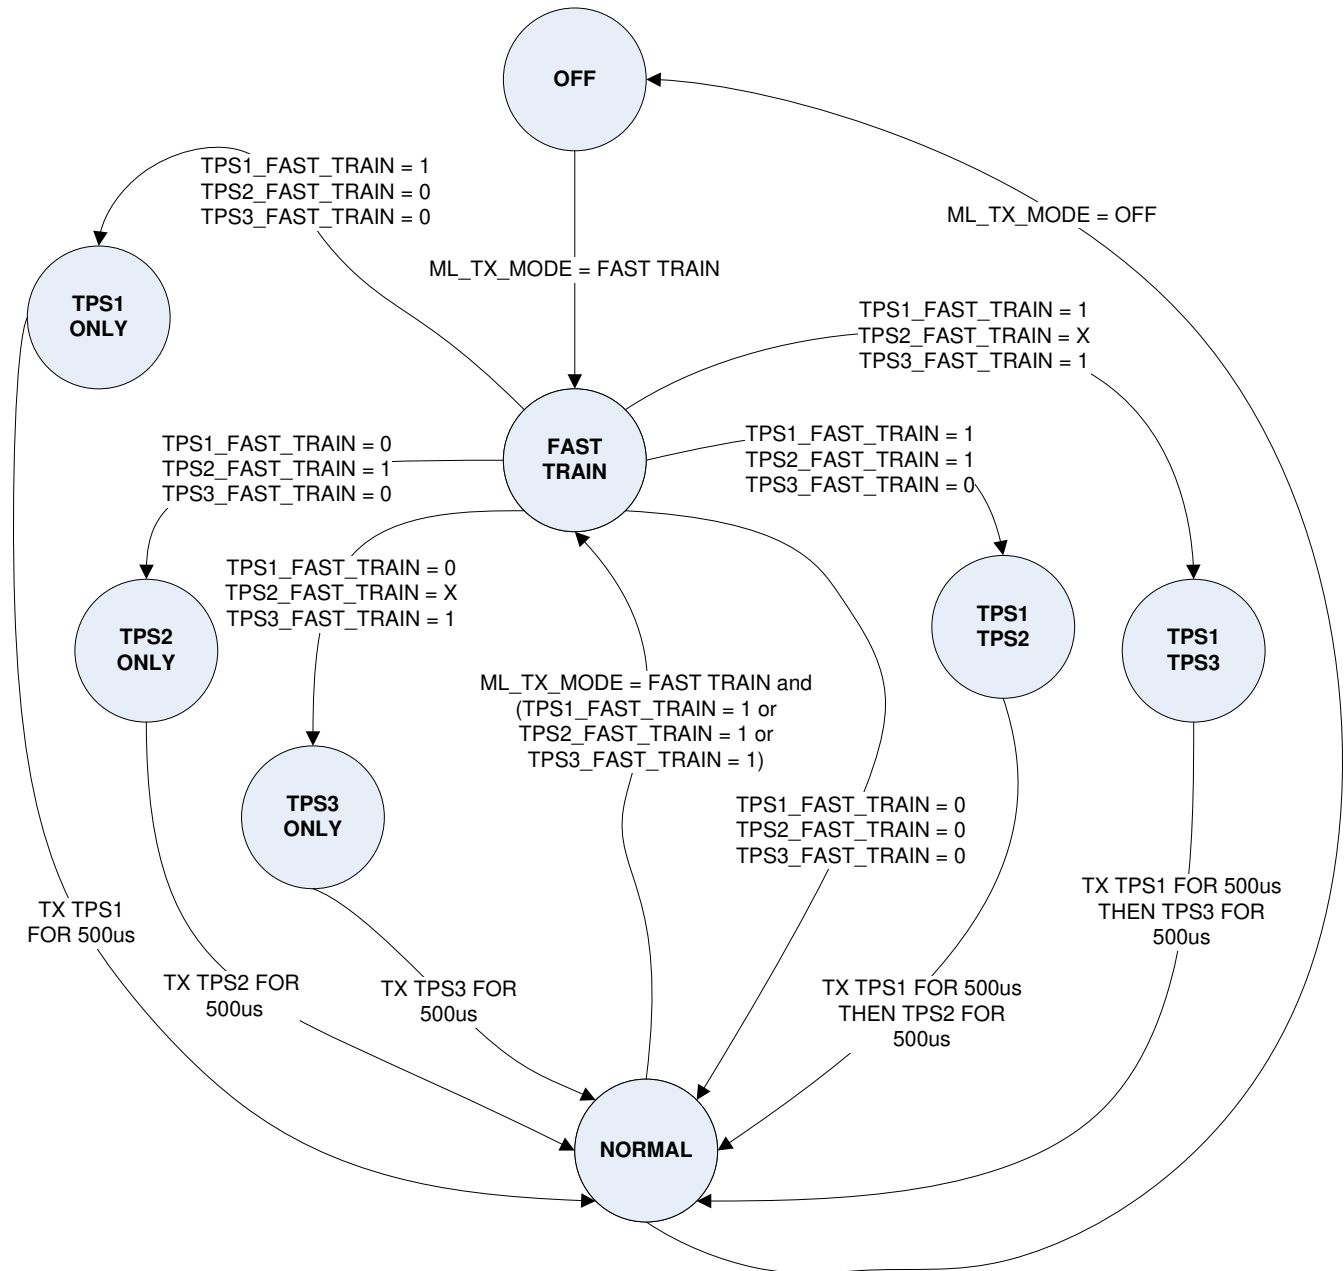 OFF
TPS1_FAST_TRAIN = 1
TPS2_FAST_TRAIN = 0
TPS3_FAST_TRAIN = 0
ML_TX_MODE = OFF
ML_TX_MODE = FAST TRAIN
TPS1
ONLY
TPS1_FAST_TRAIN = 1
TPS2_FAST_TRAIN = X
TPS3_FAST_TRAIN = 1
FAST
TRAIN
TPS1_FAST_TRAIN = 0
TPS2_FAST_TRAIN = 1
TPS3_FAST_TRAIN = 0
TPS1_FAST_TRAIN = 1
TPS2_FAST_TRAIN = 1
TPS3_FAST_TRAIN = 0
TPS1_FAST_TRAIN = 0
TPS2_FAST_TRAIN = X
TPS3_FAST_TRAIN = 1
TPS2
ONLY
TPS1
TPS2
TPS1
TPS3
ML_TX_MODE = FAST TRAIN and
(TPS1_FAST_TRAIN = 1 or
TPS2_FAST_TRAIN = 1 or
TPS3_FAST_TRAIN = 1)
TPS3
ONLY
TPS1_FAST_TRAIN = 0
TPS2_FAST_TRAIN = 0
TPS3_FAST_TRAIN = 0
TX TPS1
FOR 500us
TX TPS1 FOR 500us
THEN TPS3 FOR
500us
TX TPS2 FOR
500us
TX TPS3 FOR
500us
TX TPS1 FOR 500us
THEN TPS2 FOR
500us
NORMAL